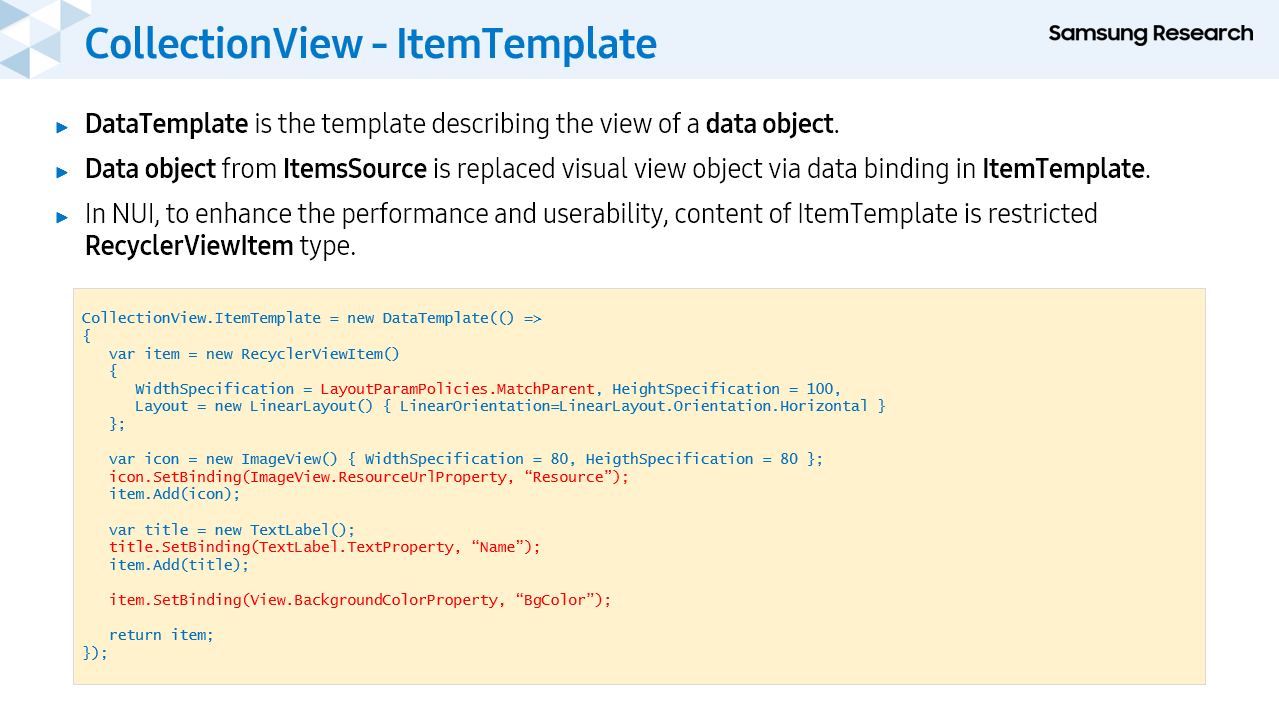 CollectionView – ItemTemplate
Samsung Research
DataTemplate is the template describing the view of a data object.
Data object from ItemsSource is replaced visual view object via data binding in ItemTemplate.
In NUI, to enhance the performance and userability, content of ItemTemplate is restricted
RecyclerViewItem type.
CollectionView.ItemTemplate = new DataTemplate(() =>
{
var item = new RecyclerViewItem()
{
WidthSpecification = LayoutParamPolicies.MatchParent, HeightSpecification = 100,
Layout = new LinearLayout() { LinearOrientation=LinearLayout.Orientation.Horizontal }
};
var icon = new ImageView() { WidthSpecification = 80, HeigthSpecification = 80 };
icon.SetBinding(ImageView.ResourceUrlProperty, “Resource”);
item.Add(icon);
var title = new TextLabel();
title.SetBinding(TextLabel.TextProperty, “Name”);
item.Add(title);
item.SetBinding(View.BackgroundColorProperty, “BgColor”);
return item;
});